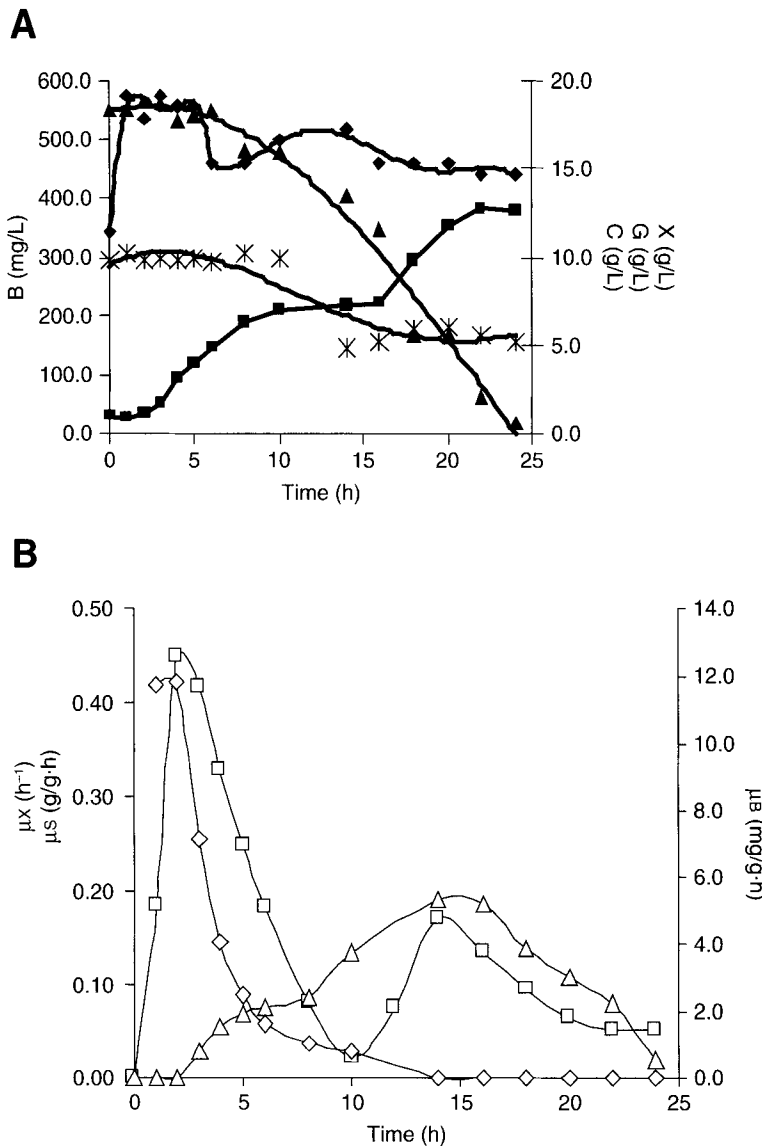 A
600.0
500.0
400.0
300.0
200.0
100.0
0.0
B (mg/L)
20.0
15.0
10.0
5.0
0.0
X (g/L)
G (g/L)
C (g/L)
0 5 10 15 20 25
Time (h)
B
0.50
0.40
0.30
0.20
0.10
0.00
μx (h⁻¹)
μs (g/g·h)
14.0
12.0
10.0
8.0
6.0
4.0
2.0
0.0
μB (mg/g·n)
0 5 10 15 20 25
Time (h)